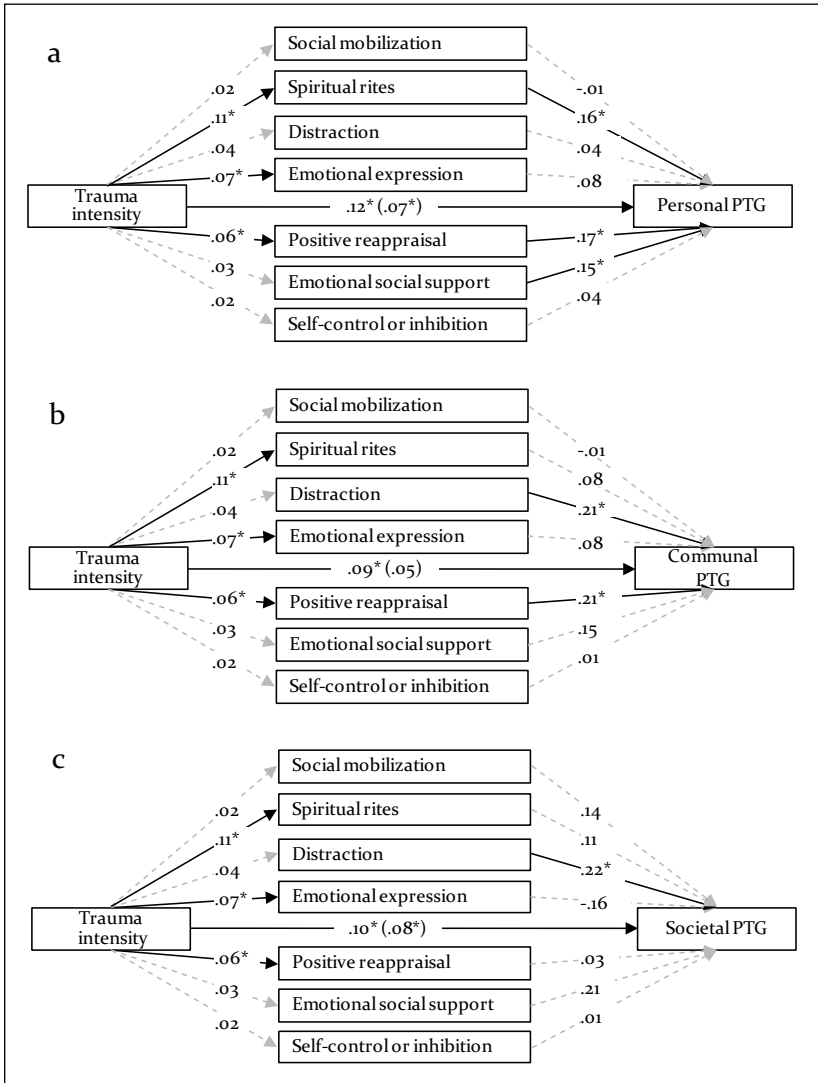 a
Social mobilization
.02
-.01
Spiritual rites
.11*
.16*
Distraction
.04
.04
Emotional expression
.07*
.08
Trauma
intensity
.12* (.07*)
Personal PTG
.06*
Positive reappraisal
.17*
.03
Emotional social support
.15*
.02
Self-control or inhibition
.04
b
Social mobilization
.02
-.01
Spiritual rites
.11*
.08
Distraction
.04
.21*
Emotional expression
.07*
.08
Trauma
intensity
.09* (.05)
Communal
PTG
.06*
Positive reappraisal
.21*
.03
Emotional social support
.15
.02
Self-control or inhibition
.01
c
Social mobilization
.02
.14
Spiritual rites
.11*
.11
Distraction
.04
.22*
Emotional expression
.07*
-.16
Trauma
intensity
.10* (.08*)
Societal PTG
.06*
Positive reappraisal
.03
.03
Emotional social support
.21
.02
Self-control or inhibition
.01